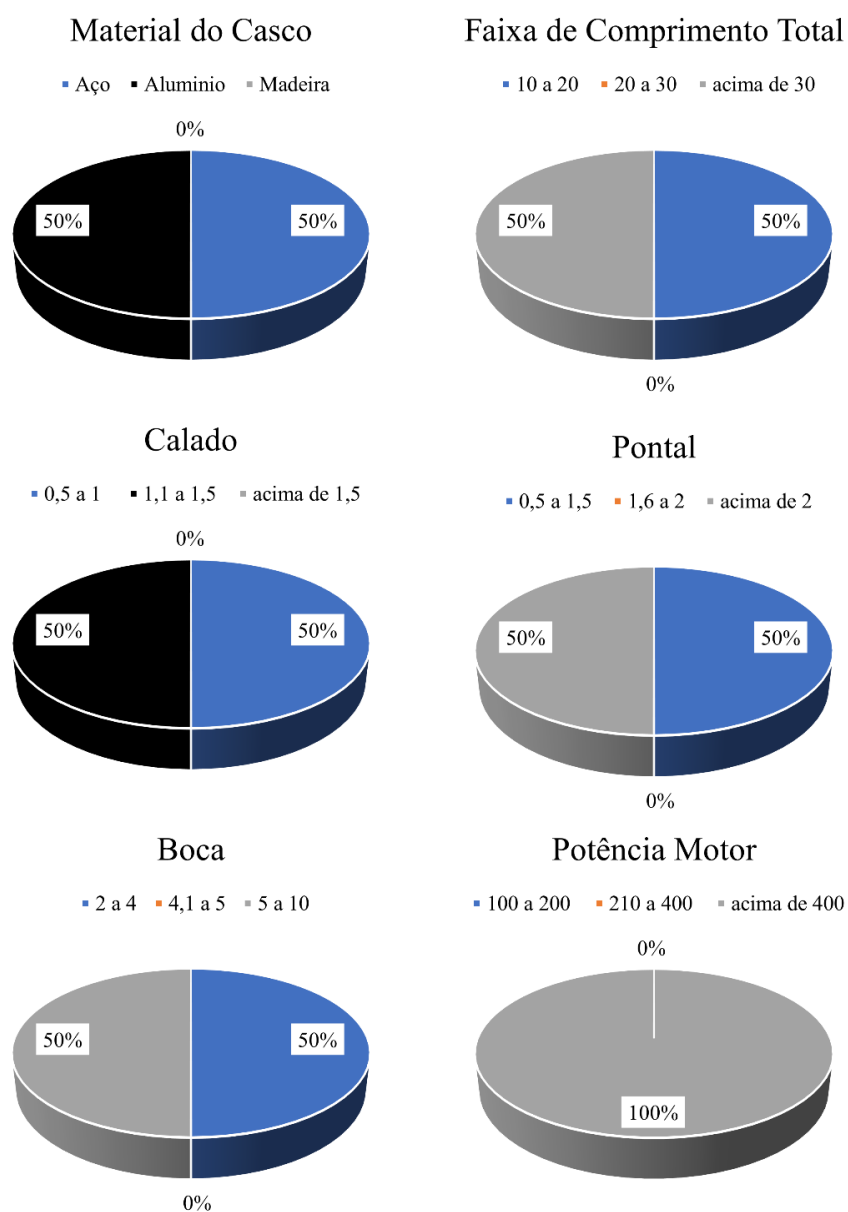 Material do Casco
Aço Aluminio Madeira
0%
50% 50%
Faixa de Comprimento Total
10 a 20 20 a 30 acima de 30
50% 50%
0%
Calado
0,5 a 1 1,1 a 1,5 acima de 1,5
0%
50% 50%
Pontal
0,5 a 1,5 1,6 a 2 acima de 2
50% 50%
0%
Boca
2 a 4 4,1 a 5 5 a 10
50% 50%
0%
Potência Motor
100 a 200 210 a 400 acima de 400
0%
100%